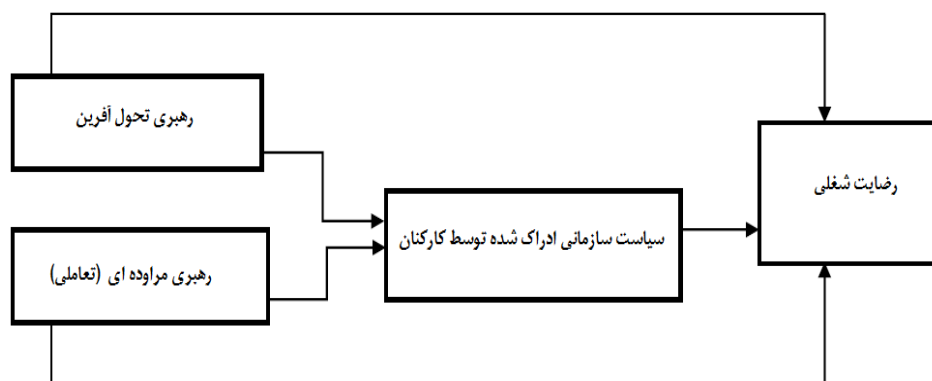 رهبری تحول آفرین
رضایت شغلی
سیاست سازمانی ادراک شده توسط کارکنان
رهبری مراوده ای (تعاملی)